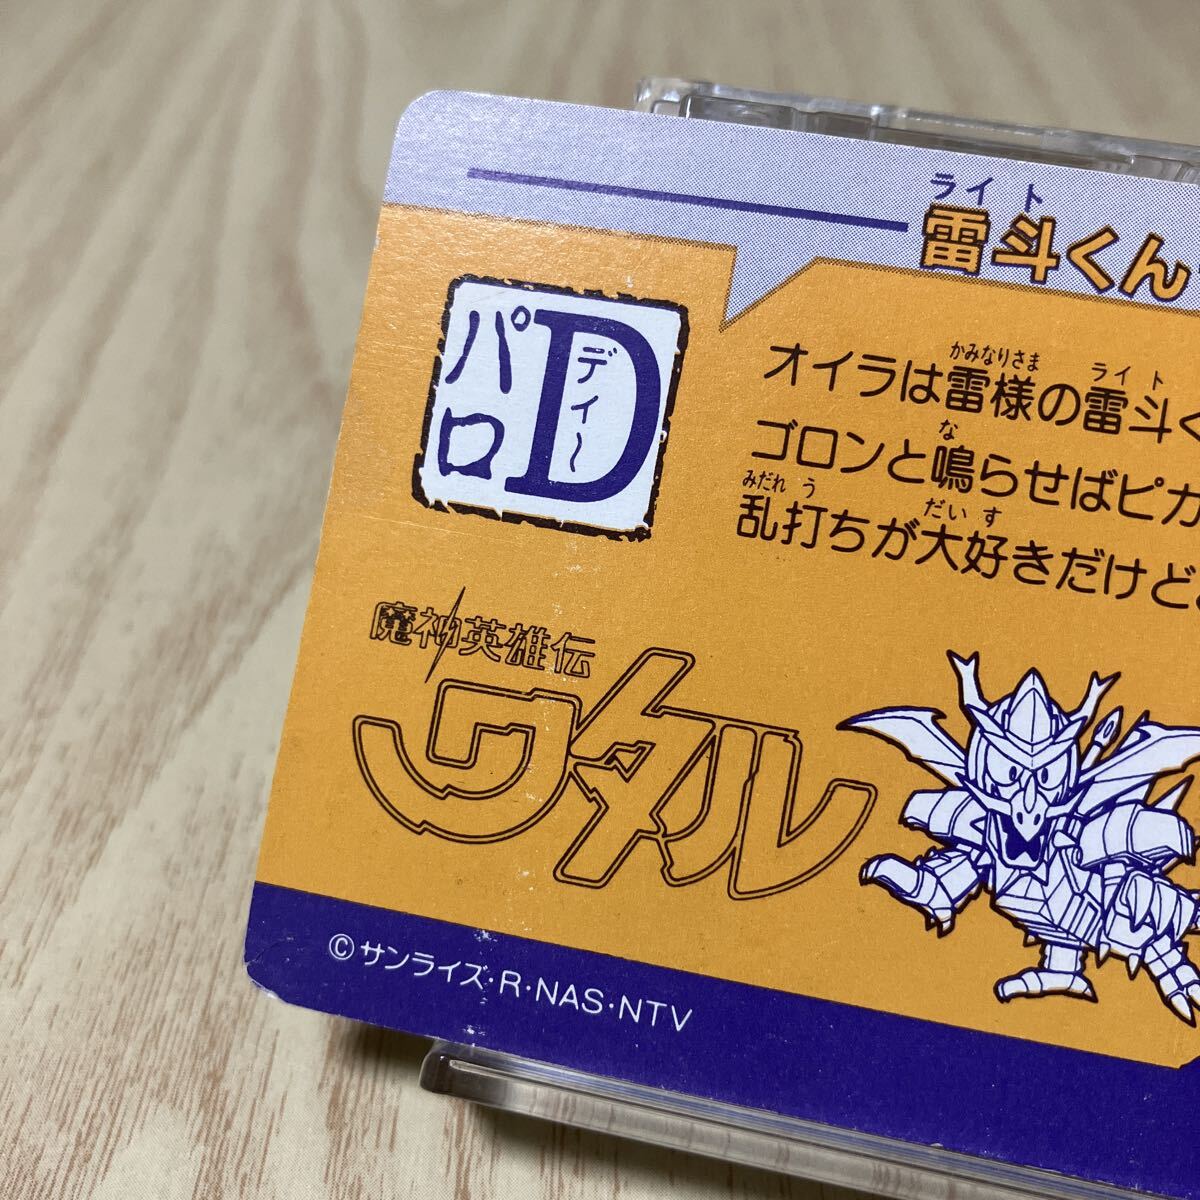 ライト
雷斗くん
パロ
D
ディ〜
かみなりさま ライト
オイラは雷様の雷斗く
な
ゴロンと鳴らせばピカ
みだれ う だい す
乱打ちが大好きだけど
魔神英雄伝
ワタル
©サンライズ・R・NAS・NTV